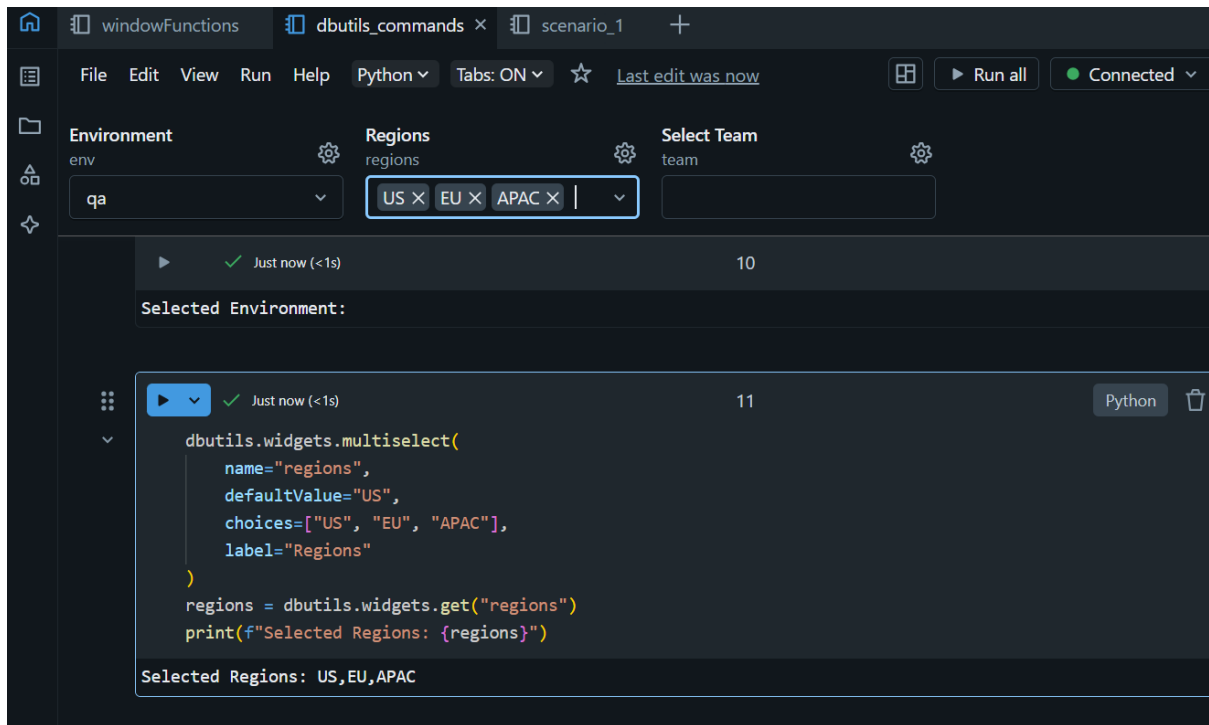 windowFunctions dbutils_commands × scenario_1 +
File Edit View Run Help Python Tabs: ON Last edit was now Run all Connected
Environment Regions Select Team
env regions team
qa US × EU × APAC ×
Just now (<1s) 10
Selected Environment:
Just now (<1s) 11 Python
dbutils.widgets.multiselect(
    name="regions",
    defaultValue="US",
    choices=["US", "EU", "APAC"],
    label="Regions"
)
regions = dbutils.widgets.get("regions")
print(f"Selected Regions: {regions}")
Selected Regions: US,EU,APAC